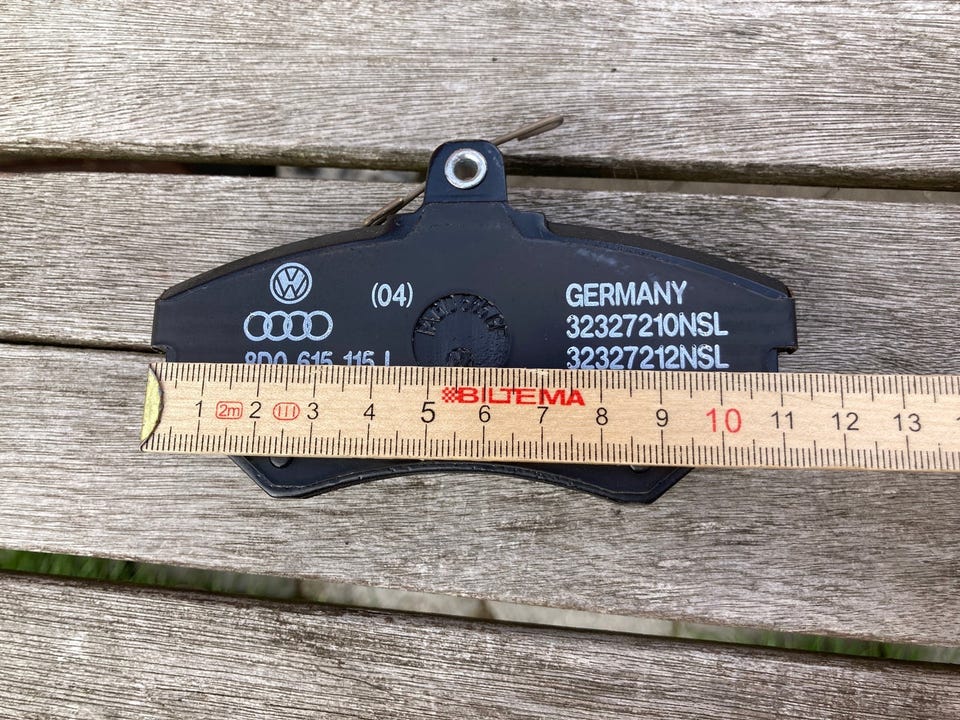 (04)
GERMANY
32327210NSL
32327212NSL
8D0 615 115
BILTEMA
1 2m 2 III 3 4 5 6 7 8 9 10 11 12 13